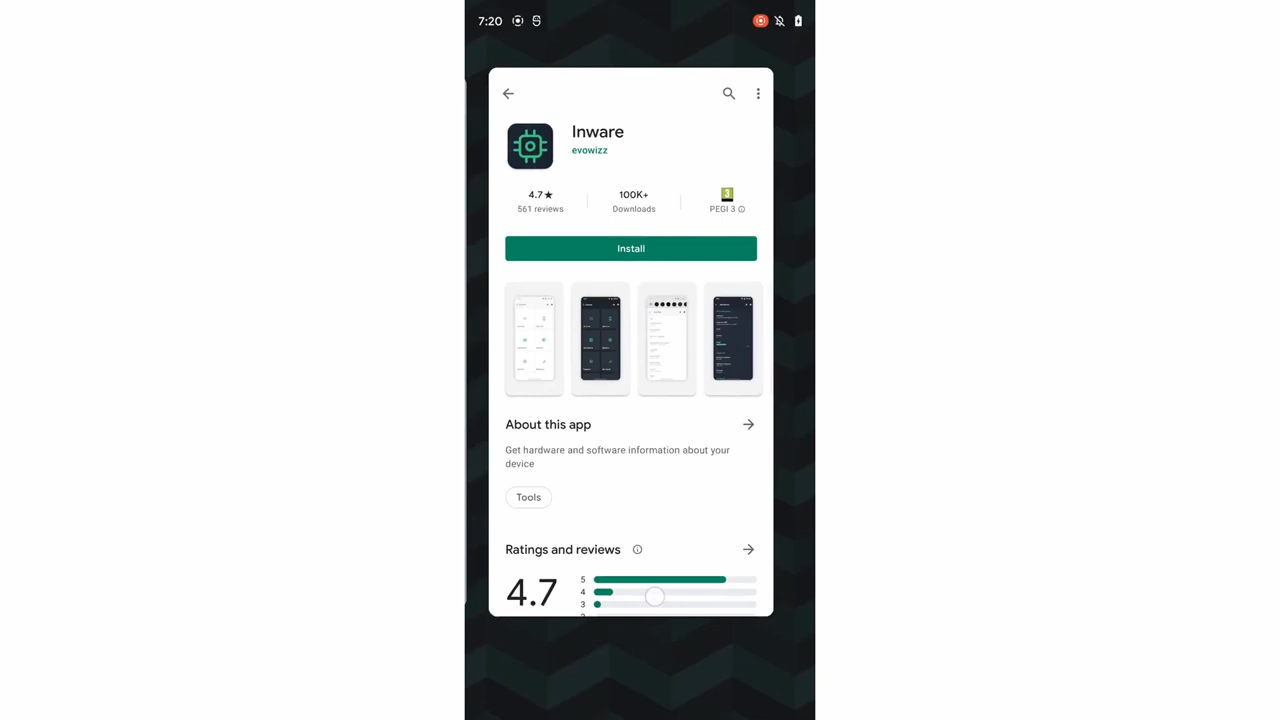 7:20
Inware
evowizz
4.7★
100K+
3
561 reviews
Downloads
PEGI 3
Install
About this app
Get hardware and software information about your
device
Tools
Ratings and reviews
4.7
5
4
3